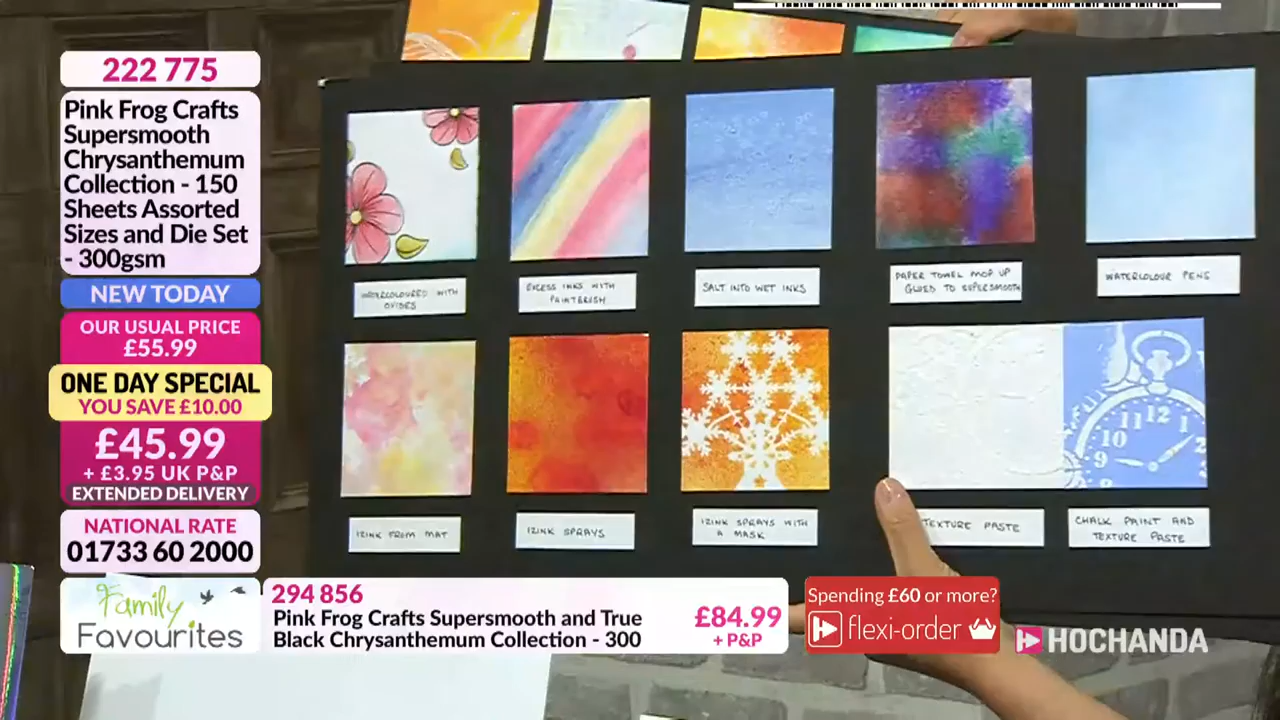 222 775
Pink Frog Crafts
Supersmooth
Chrysanthemum
Collection - 150
Sheets Assorted
Sizes and Die Set
- 300gsm
NEW TODAY
OUR USUAL PRICE
£55.99
ONE DAY SPECIAL
YOU SAVE £10.00
£45.99
+ £3.95 UK P&P
EXTENDED DELIVERY
NATIONAL RATE
01733 60 2000
WATERCOLOURED WITH
OXIDES
EXCESS INKS WITH
PAINTBRUSH
SALT INTO WET INKS
PAPER TOWEL MOP UP
GLUED TO SUPERSMOOTH
WATERCOLOUR PENS
11 12 1
10
9
IZINK FROM MAT
IZINK SPRAYS
IZINK SPRAYS WITH
A MASK
TEXTURE PASTE
CHALK PAINT AND
TEXTURE PASTE
Family
Favourites
294 856
Pink Frog Crafts Supersmooth and True
Black Chrysanthemum Collection - 300
£84.99
+ P&P
Spending £60 or more?
flexi-order
HOCHANDA